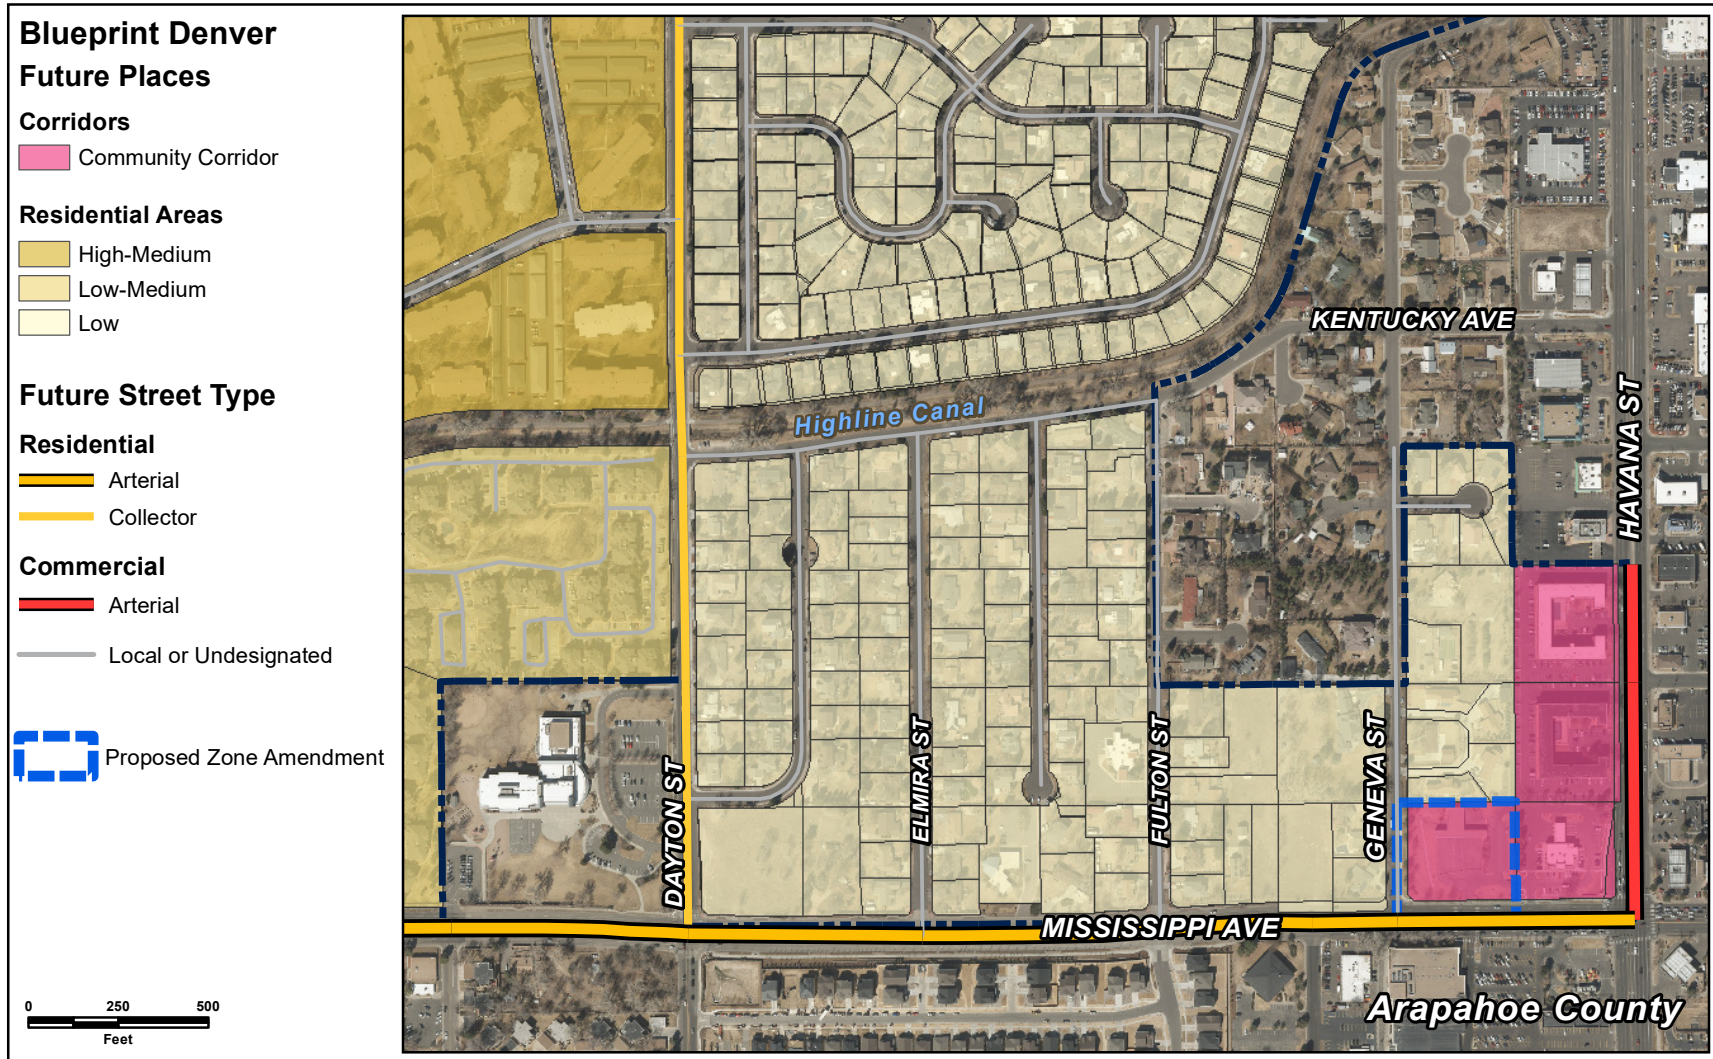 Blueprint Denver
Future Places
Corridors
Community Corridor
Residential Areas
High-Medium
Low-Medium
Low
Future Street Type
Residential
Arterial
Collector
Commercial
Arterial
Local or Undesignated
Proposed Zone Amendment
0 250 500
Feet
KENTUCKY AVE
Highline Canal
HAVANA ST
DAYTON ST
ELMIRA ST
FULTON ST
GENEVA ST
MISSISSIPPI AVE
Arapahoe County